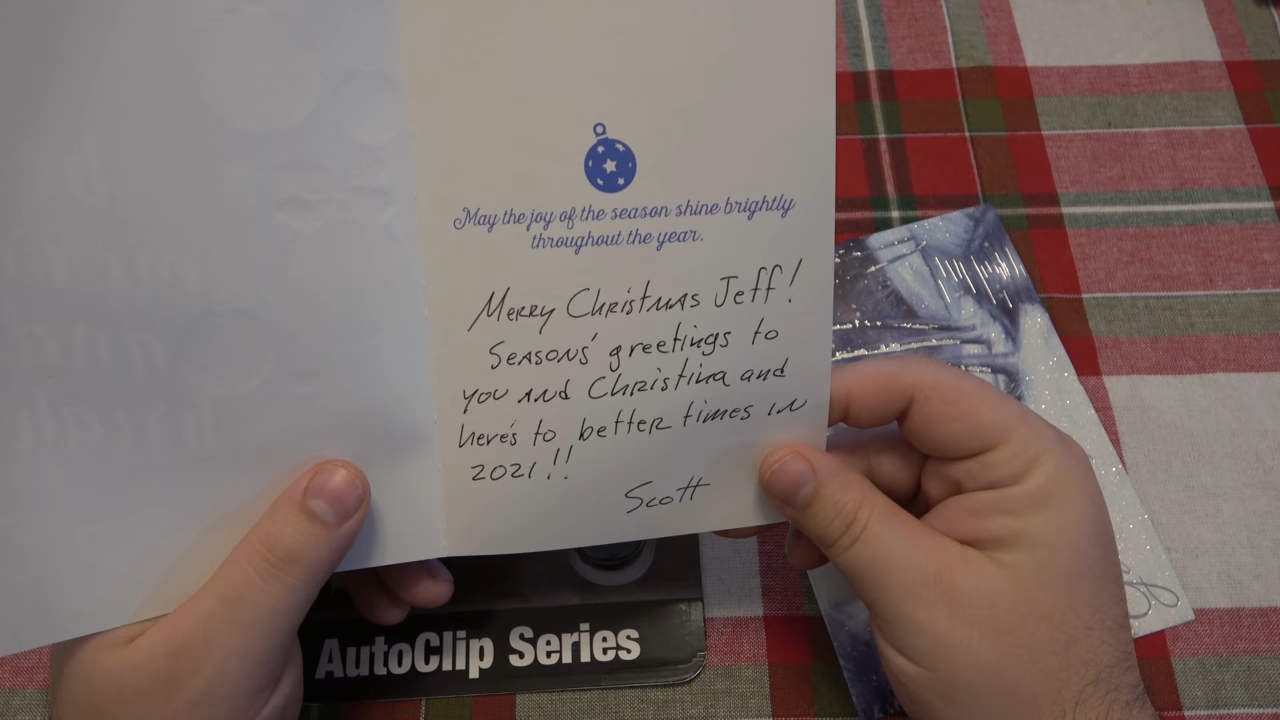 May the joy of the season shine brightly
throughout the year.
Merry Christmas Jeff!
Seasons' greetings to
you and Christina and
here's to better times in
2021!!
Scott
AutoClip Series